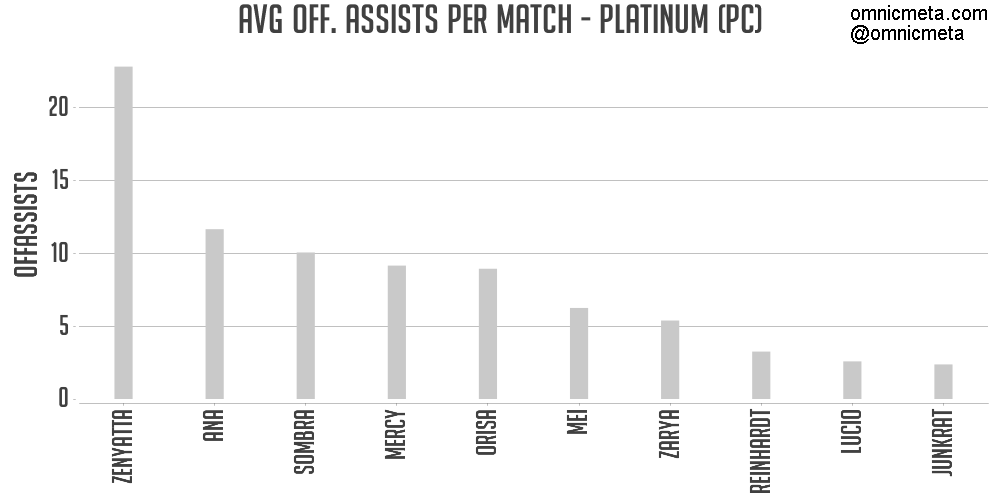 AVG OFF. ASSISTS PER MATCH - PLATINUM (PC)
omnicmeta.com
@omnicmeta
OFFASSISTS
20
15
10
5
0
ZENYATTA
ANA
SOMBRA
MERCY
ORISA
MEI
ZARYA
REINHARDT
LUCIO
JUNKRAT